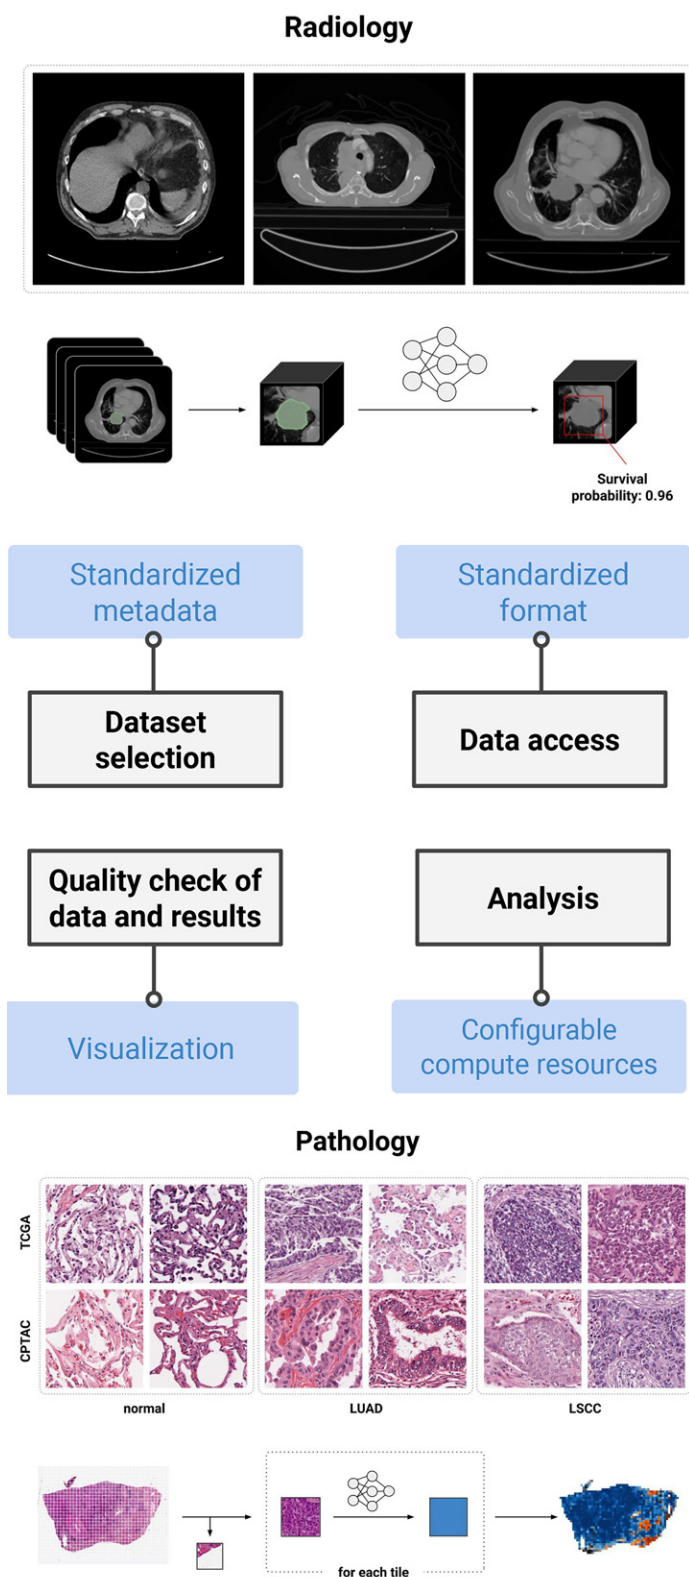 Radiology
Survival
probability: 0.96
Standardized
metadata
Standardized
format
Dataset
selection
Data access
Quality check of
data and results
Analysis
Visualization
Configurable
compute resources
Pathology
TCGA
CPTAC
normal
LUAD
LSCC
for each tile